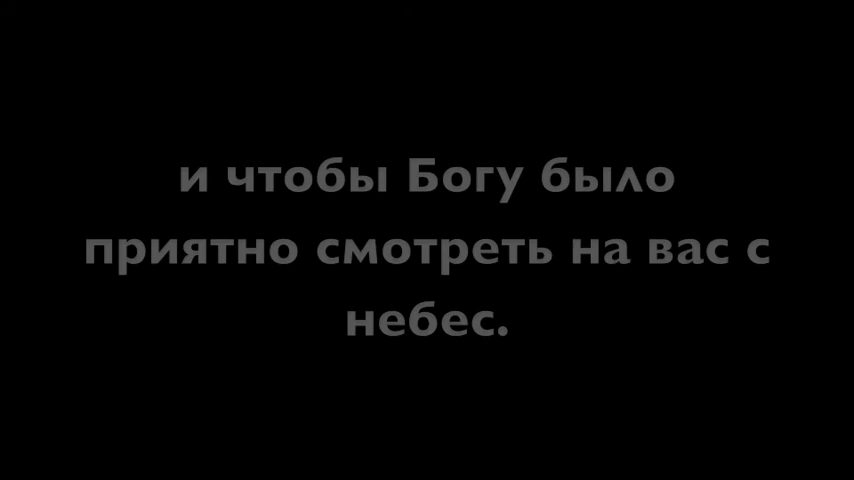 и чтобы Богу было
приятно смотреть на вас с
небес.